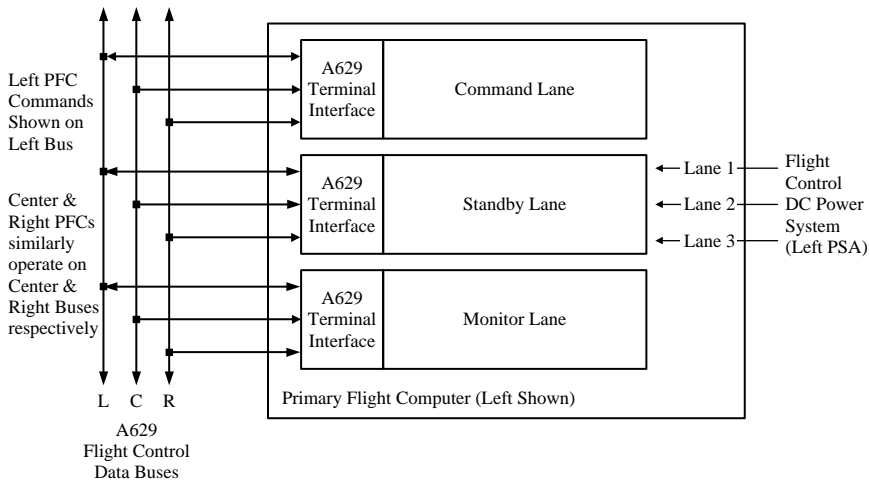 Left PFC
Commands
Shown on
Left Bus
Center &
Right PFCs
similarly
operate on
Center &
Right Buses
respectively
L C R
A629
Flight Control
Data Buses
A629
Terminal
Interface
Command Lane
A629
Terminal
Interface
Standby Lane
A629
Terminal
Interface
Monitor Lane
Primary Flight Computer (Left Shown)
Lane 1
Lane 2
Lane 3
Flight
Control
DC Power
System
(Left PSA)